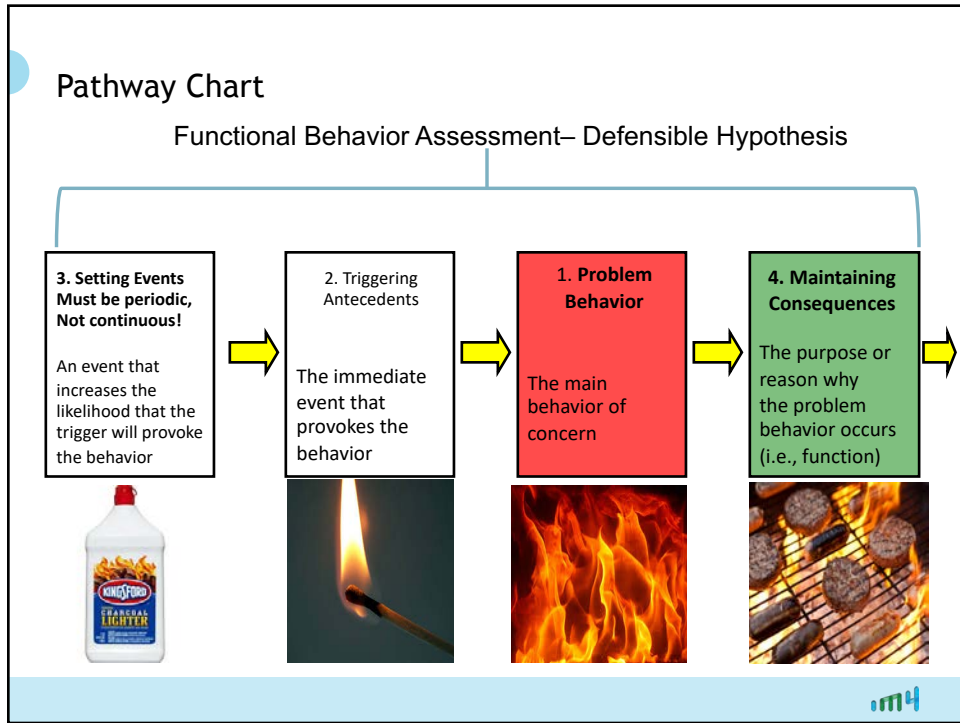 Pathway Chart
Functional Behavior Assessment– Defensible Hypothesis
3. Setting Events
Must be periodic,
Not continuous!
An event that
increases the
likelihood that the
trigger will provoke
the behavior
2. Triggering
Antecedents
The immediate
event that
provokes the
behavior
1. Problem
Behavior
The main
behavior of
concern
4. Maintaining
Consequences
The purpose or
reason why
the problem
behavior occurs
(i.e., function)
KINGSFORD
CHARCOAL
LIGHTER
m4